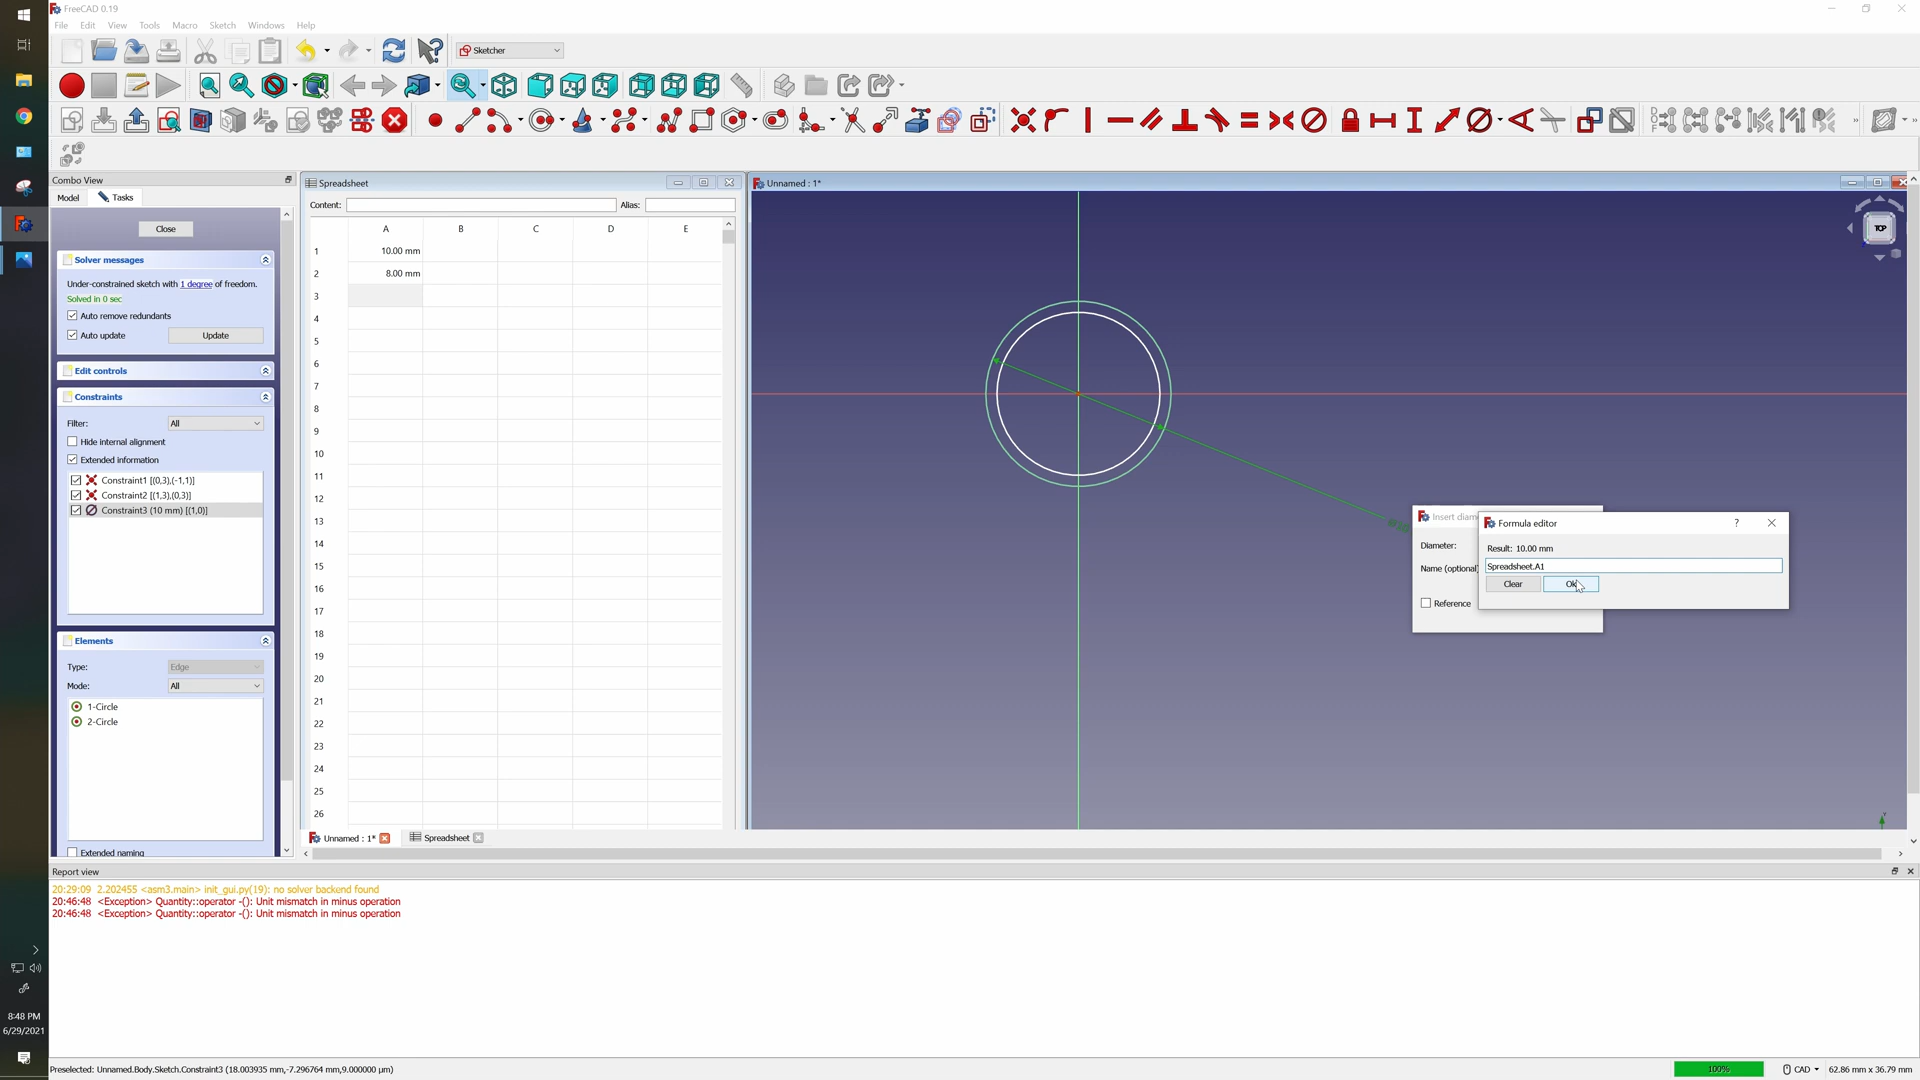 FreeCAD 0.19
File Edit View Tools Macro Sketch Windows Help
Sketcher
Combo View
Model Tasks
Close
Solver messages
Under-constrained sketch with 1 degree of freedom.
Solved in 0 sec
Auto remove redundants
Auto update Update
Edit controls
Constraints
Filter: All
Hide internal alignment
Extended information
Constraint1 [(0,3),(-1,1)]
Constraint2 [(1,3),(0,3)]
Constraint3 (10 mm) [(1,0)]
Elements
Type: Edge
Mode: All
1-Circle
2-Circle
Extended naming
Spreadsheet
Content: Alias:
A B C D E
1 10.00 mm
2 8.00 mm
3
4
5
6
7
8
9
10
11
12
13
14
15
16
17
18
19
20
21
22
23
24
25
26
Unnamed : 1*
TOP
Insert diam
Diameter:
Name (optional)
Reference
Formula editor
?
Result: 10.00 mm
Spreadsheet.A1
Clear Ok
Y
Unnamed : 1* Spreadsheet
Report view
20:29:09 2.202455 <asm3.main> init_gui.py(19): no solver backend found
20:46:48 <Exception> Quantity::operator -(): Unit mismatch in minus operation
20:46:48 <Exception> Quantity::operator -(): Unit mismatch in minus operation
8:48 PM
6/29/2021
Preselected: Unnamed.Body.Sketch.Constraint3 (18.003935 mm,-7.296764 mm,9.000000 µm)
100% CAD 62.86 mm x 36.79 mm